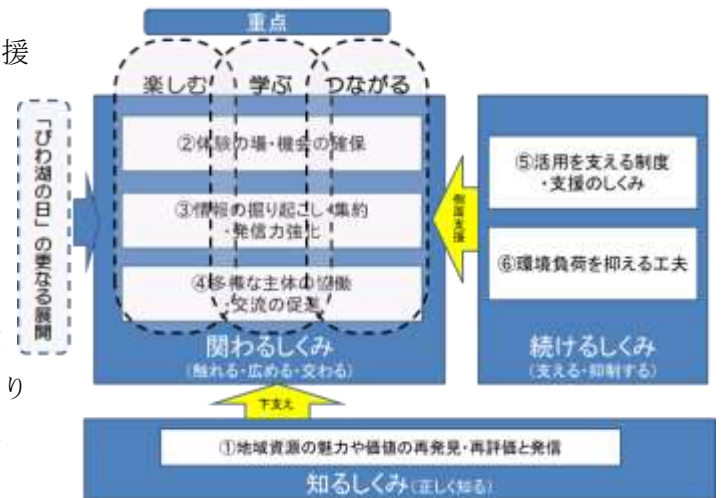 援
り
重点
楽しむ 学ぶ つながる
「びわ湖の日」の更なる展開
②体験の場・機会の確保
③情報の掘り起こし・集約
・発信力強化
④多様な主体の協働
・交流の促進
関わるしくみ
(触れる・広める・交わる)
側面支援
⑤活用を支える制度
・支援のしくみ
⑥環境負荷を抑える工夫
続けるしくみ
(支える・抑制する)
下支え
①地域資源の魅力や価値の再発見・再評価と発信
知るしくみ(正しく知る)